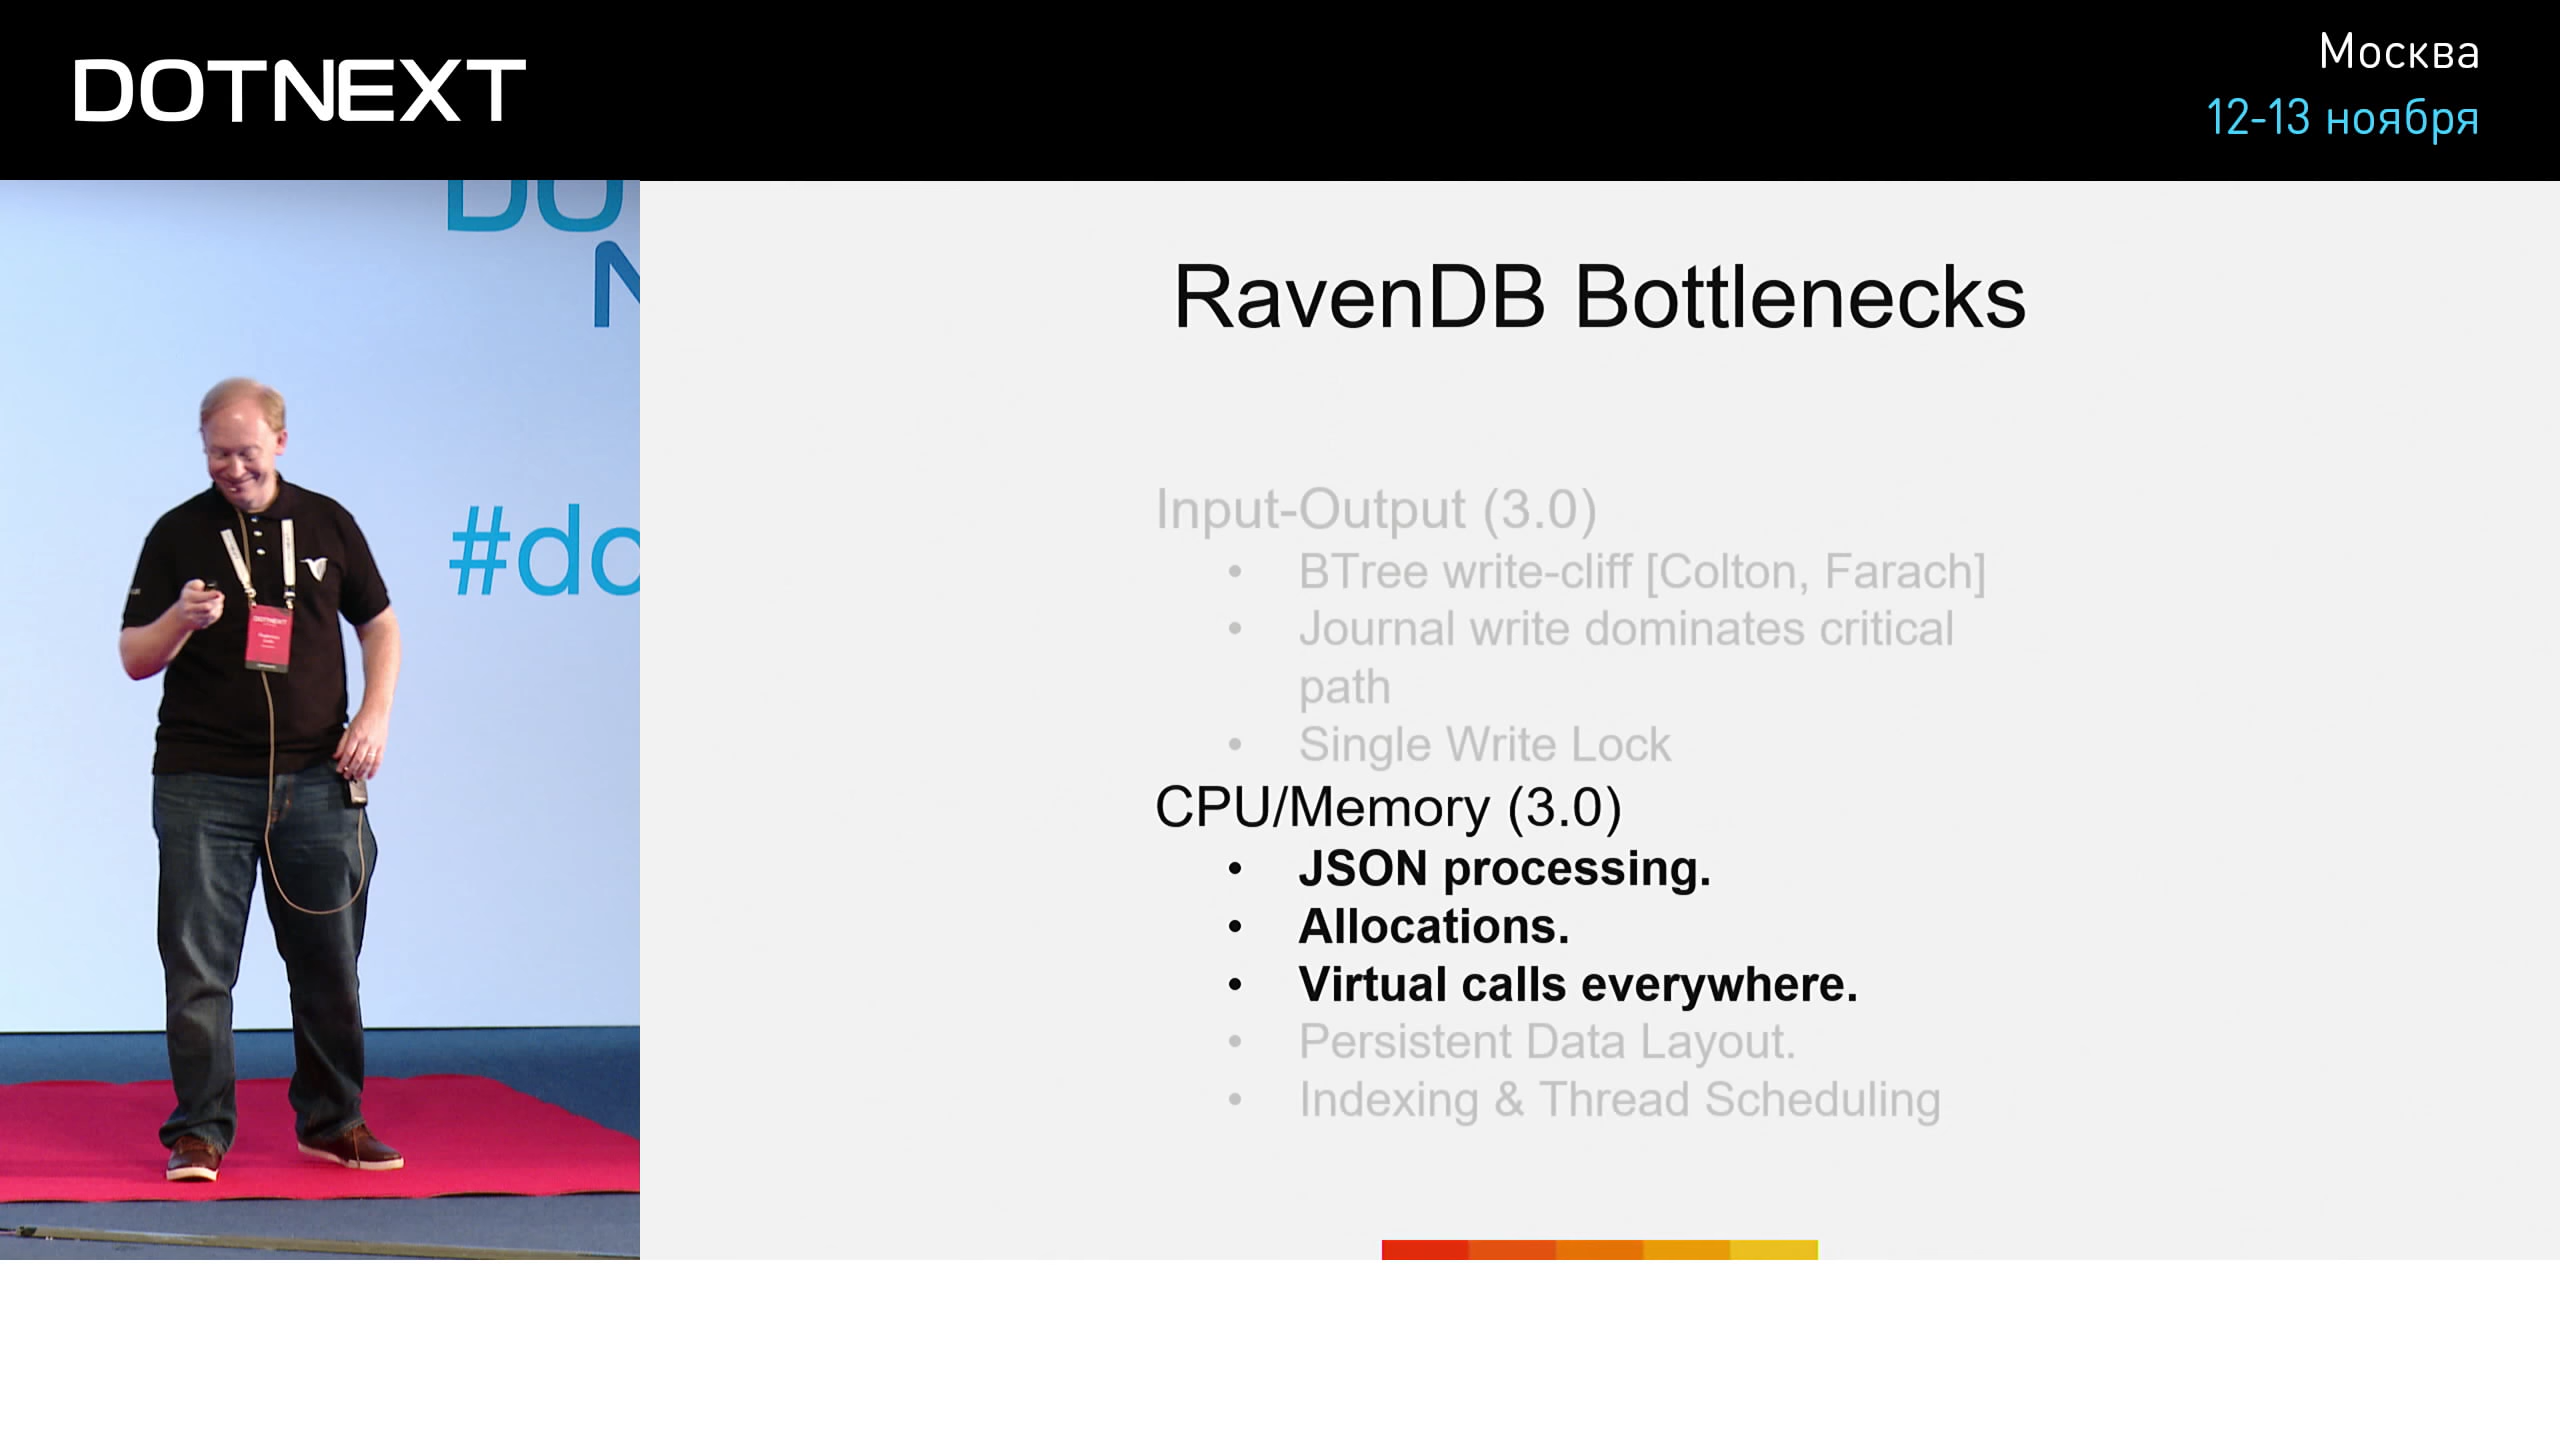 DOTNEXT
Москва
12-13 ноября
DO
N
#do
DOTNEXT
RavenDB Bottlenecks
Input-Output (3.0)
• BTree write-cliff [Colton, Farach]
• Journal write dominates critical
path
• Single Write Lock
CPU/Memory (3.0)
• JSON processing.
• Allocations.
• Virtual calls everywhere.
• Persistent Data Layout.
• Indexing & Thread Scheduling